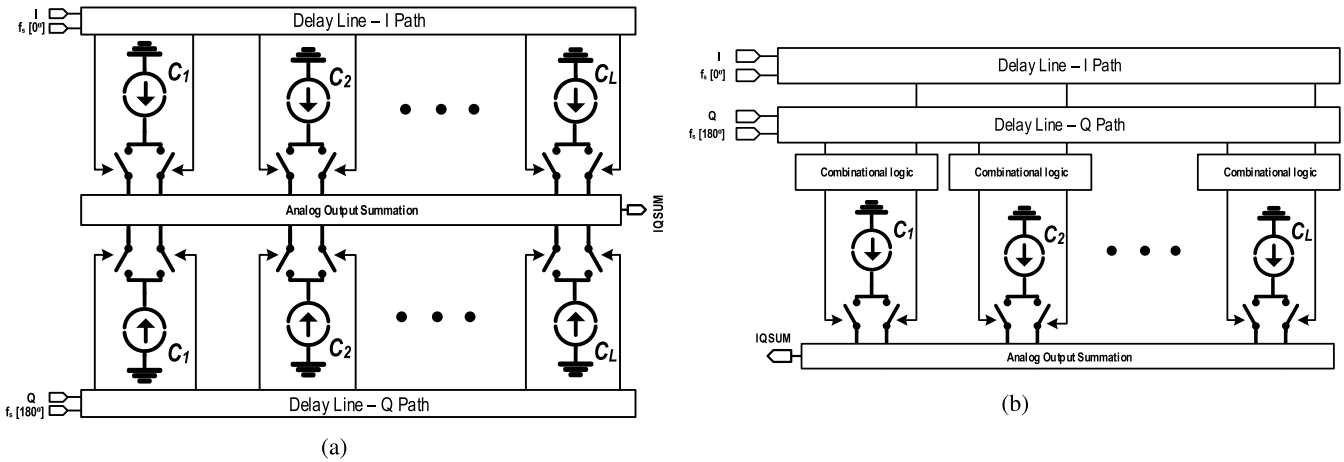 I
fs [0º]
Delay Line – I Path
C1
C2
CL
Analog Output Summation
IQSUM
C1
C2
CL
Q
fs [180º]
Delay Line – Q Path
(a)
I
fs [0º]
Delay Line – I Path
Q
fs [180º]
Delay Line – Q Path
Combinational logic
Combinational logic
Combinational logic
C1
C2
CL
IQSUM
Analog Output Summation
(b)